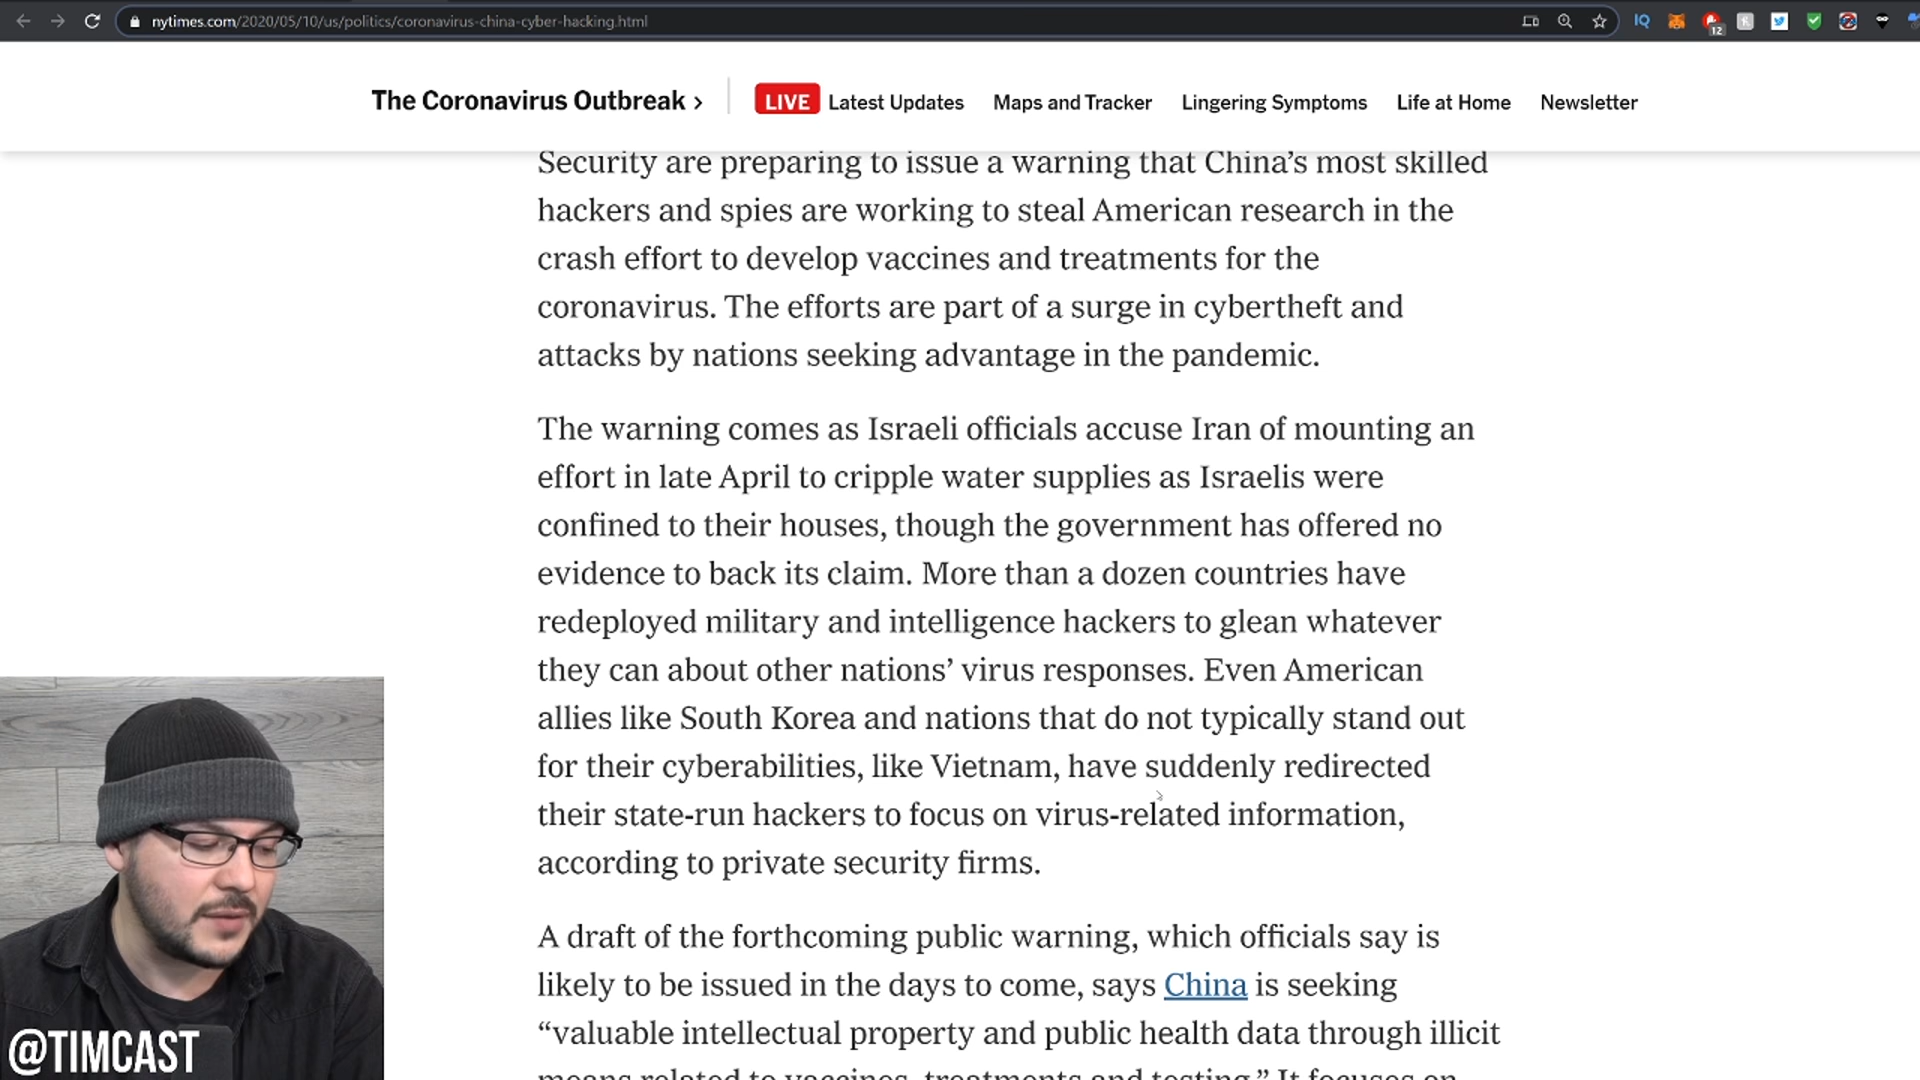 nytimes.com/2020/05/10/us/politics/coronavirus-china-cyber-hacking.html
IQ
12
The Coronavirus Outbreak >
LIVE Latest Updates Maps and Tracker Lingering Symptoms Life at Home Newsletter
Security are preparing to issue a warning that China’s most skilled
hackers and spies are working to steal American research in the
crash effort to develop vaccines and treatments for the
coronavirus. The efforts are part of a surge in cybertheft and
attacks by nations seeking advantage in the pandemic.
The warning comes as Israeli officials accuse Iran of mounting an
effort in late April to cripple water supplies as Israelis were
confined to their houses, though the government has offered no
evidence to back its claim. More than a dozen countries have
redeployed military and intelligence hackers to glean whatever
they can about other nations’ virus responses. Even American
allies like South Korea and nations that do not typically stand out
for their cyberabilities, like Vietnam, have suddenly redirected
their state-run hackers to focus on virus-related information,
according to private security firms.
A draft of the forthcoming public warning, which officials say is
likely to be issued in the days to come, says China is seeking
“valuable intellectual property and public health data through illicit
means related to vaccines, treatments and testing.” It focuses on
@TIMCAST